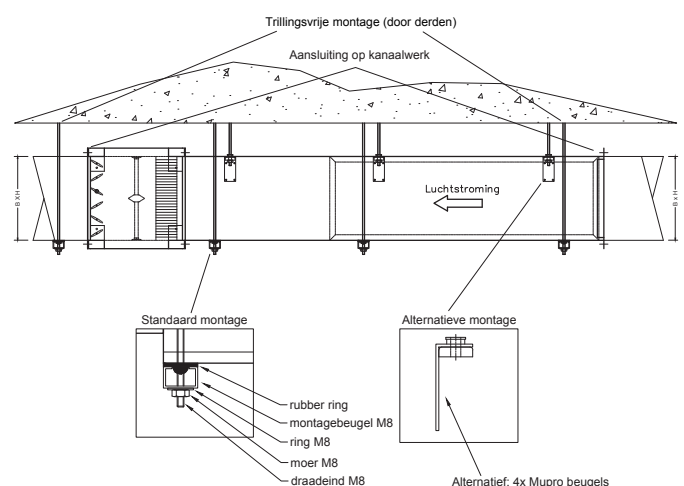 Trillingsvrije montage (door derden)
Aansluiting op kanaalwerk
B X H
Luchtstroming
B x H
Standaard montage
Alternatieve montage
rubber ring
montagebeugel M8
ring M8
moer M8
draadeind M8
Alternatief: 4x Mupro beugels